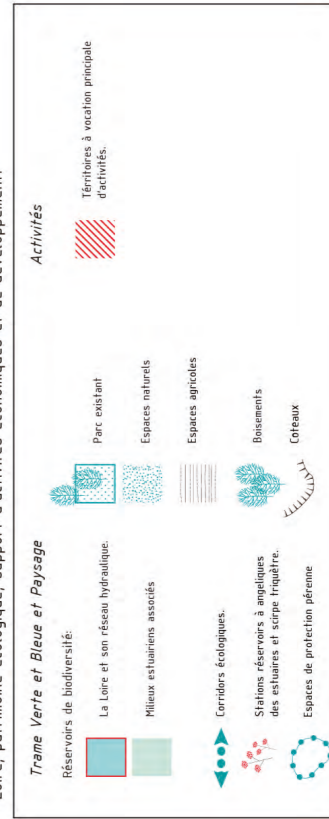 Loire, patrimoine écologique, support d'activités économiques et de développement.
Trame Verte et Bleue et Paysage
Réservoirs de biodiversité:
La Loire et son réseau hydraulique.
Milieux estuariens associés
Corridors écologiques.
Stations réservoirs à angeliques
des estuaires et scirpe triquètre.
Espaces de protection pérenne
Parc existant
Espaces naturels
Espaces agricoles
Boisements
Coteaux
Activités
Térritoires à vocation principale
d'activités.